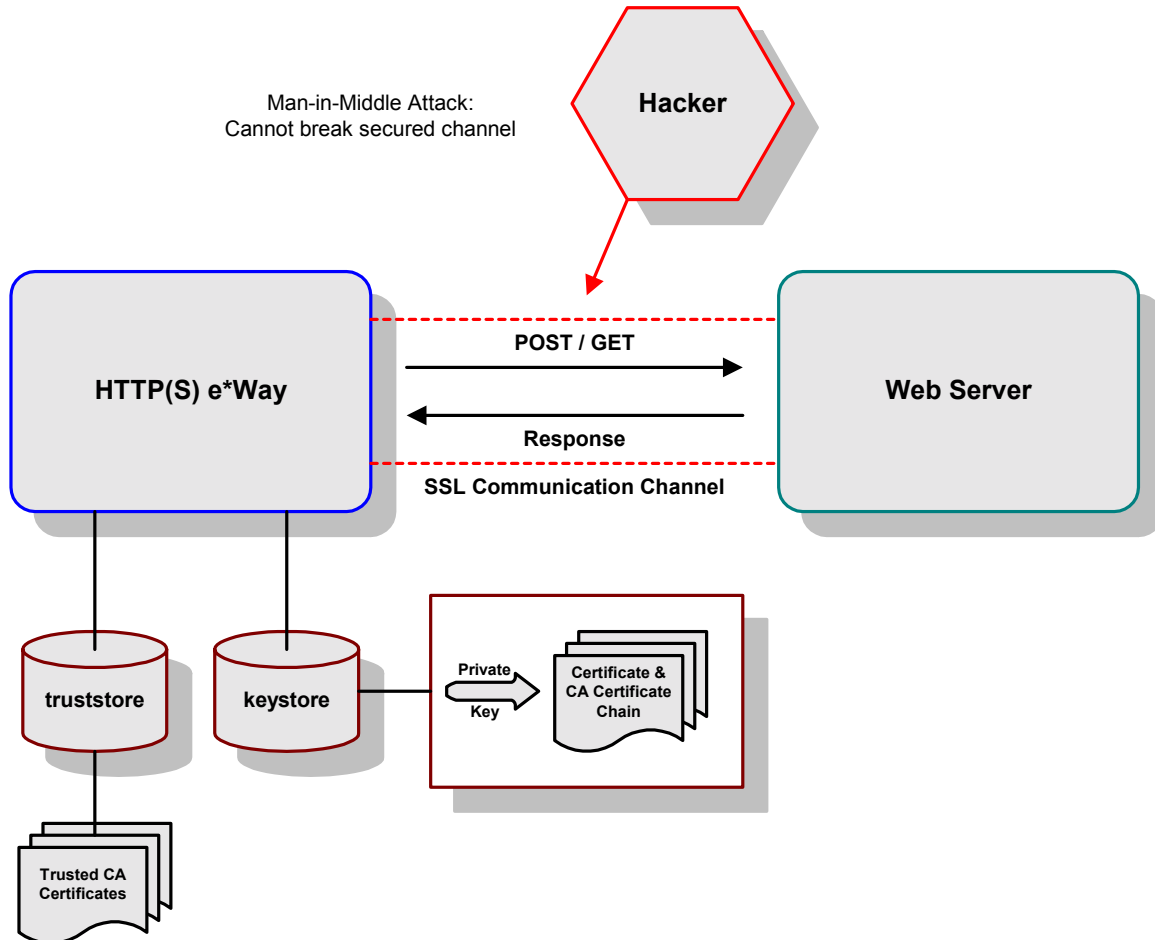 Man-in-Middle Attack:
Cannot break secured channel
Hacker
HTTP(S) e*Way
POST / GET
Response
SSL Communication Channel
Web Server
truststore
keystore
Private
Key
Certificate &
CA Certificate
Chain
Trusted CA
Certificates